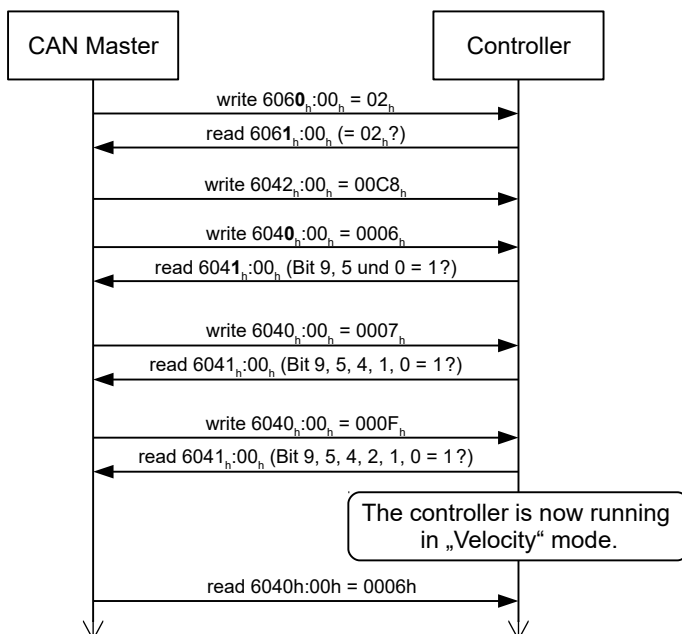 CAN Master
Controller
write 6060ₕ:00ₕ = 02ₕ
read 6061ₕ:00ₕ (= 02ₕ?)
write 6042ₕ:00ₕ = 00C8ₕ
write 6040ₕ:00ₕ = 0006ₕ
read 6041ₕ:00ₕ (Bit 9, 5 und 0 = 1?)
write 6040ₕ:00ₕ = 0007ₕ
read 6041ₕ:00ₕ (Bit 9, 5, 4, 1, 0 = 1?)
write 6040ₕ:00ₕ = 000Fₕ
read 6041ₕ:00ₕ (Bit 9, 5, 4, 2, 1, 0 = 1?)
The controller is now running
in „Velocity“ mode.
read 6040h:00h = 0006h